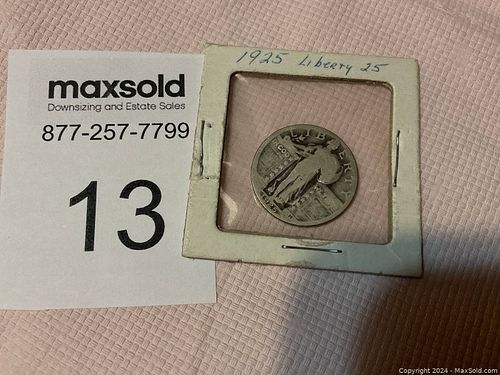 maxsold
Downsizing and Estate Sales
877-257-7799
13
1925 Liberty 25
LIBERTY
Copyright 2024 - MaxSold.com